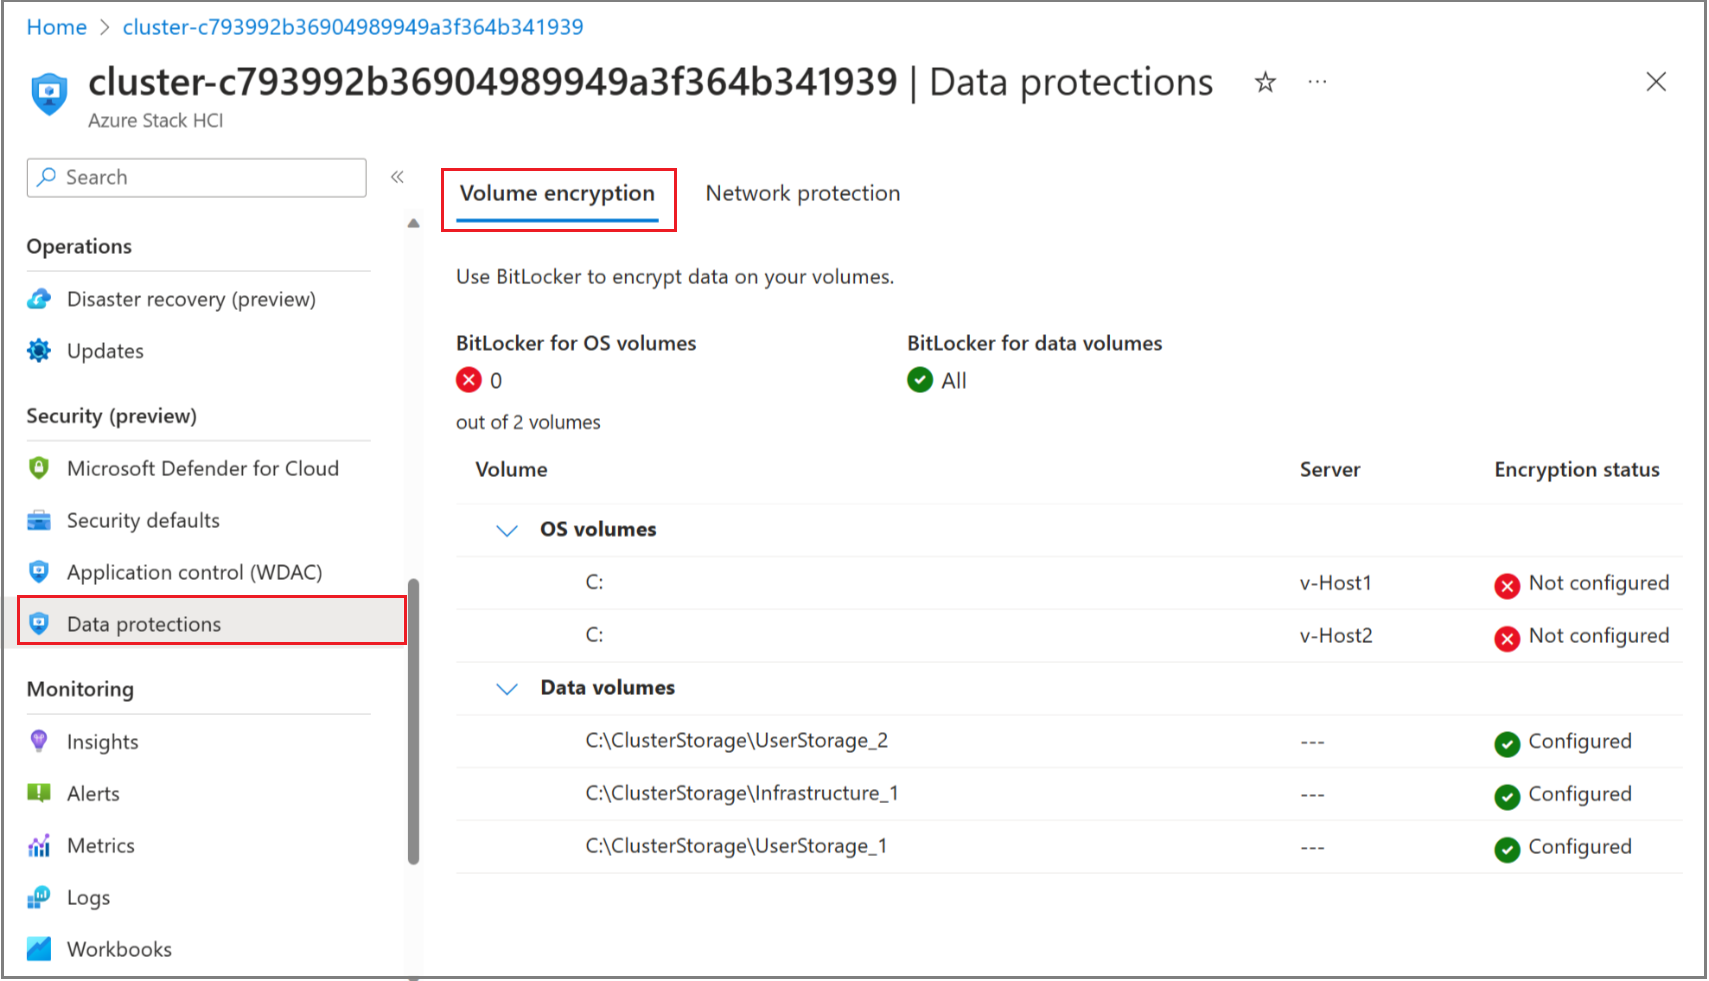 Home > cluster-c793992b36904989949a3f364b341939
cluster-c793992b36904989949a3f364b341939 | Data protections
Azure Stack HCI
Search
Operations
Disaster recovery (preview)
Updates
Security (preview)
Microsoft Defender for Cloud
Security defaults
Application control (WDAC)
Data protections
Monitoring
Insights
Alerts
Metrics
Logs
Workbooks
Volume encryption Network protection
Use BitLocker to encrypt data on your volumes.
BitLocker for OS volumes BitLocker for data volumes
0 All
out of 2 volumes
Volume Server Encryption status
OS volumes
C: v-Host1 Not configured
C: v-Host2 Not configured
Data volumes
C:\ClusterStorage\UserStorage_2 --- Configured
C:\ClusterStorage\Infrastructure_1 --- Configured
C:\ClusterStorage\UserStorage_1 --- Configured